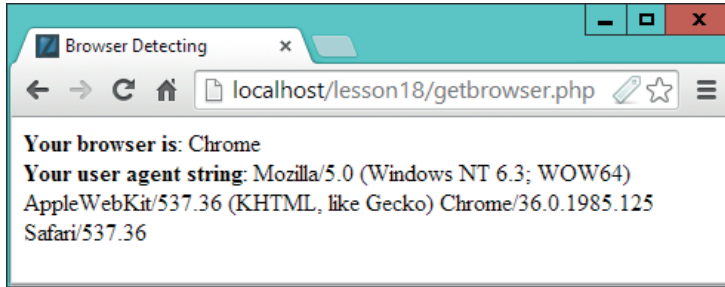 Browser Detecting
localhost/lesson18/getbrowser.php
Your browser is: Chrome
Your user agent string: Mozilla/5.0 (Windows NT 6.3; WOW64)
AppleWebKit/537.36 (KHTML, like Gecko) Chrome/36.0.1985.125
Safari/537.36